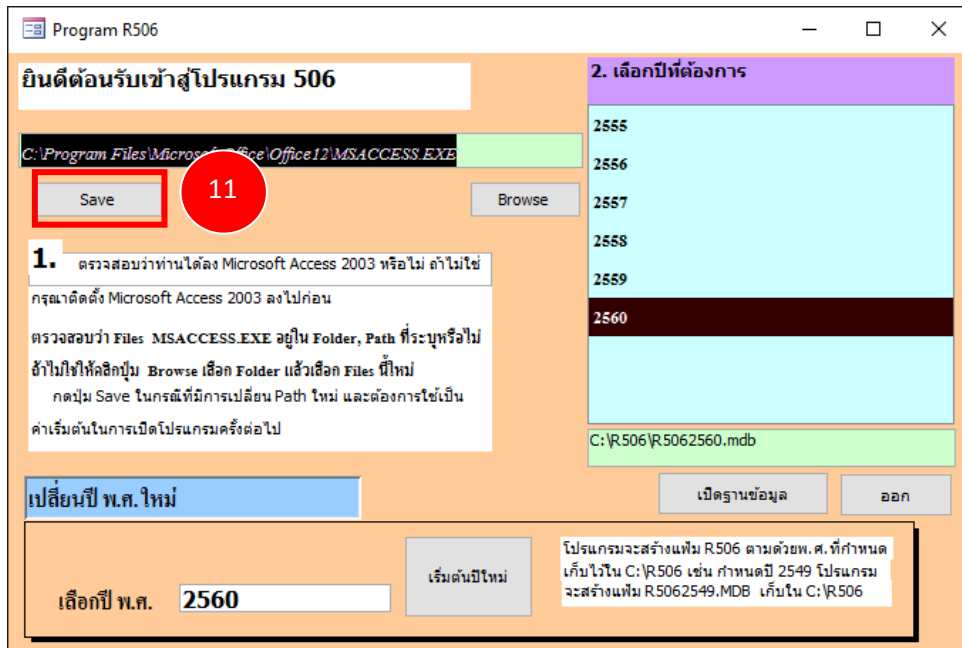 Program R506
ยินดีต้อนรับเข้าสู่โปรแกรม 506
C:\Program Files\Microsoft Office\Office12\MSACCESS.EXE
Save
11
Browse
1. ตรวจสอบว่าท่านได้ลง Microsoft Access 2003 หรือไม่ ถ้าไม่ใช่
กรุณาติดตั้ง Microsoft Access 2003 ลงไปก่อน
ตรวจสอบว่า Files MSACCESS.EXE อยู่ใน Folder, Path ที่ระบุหรือไม่
ถ้าไม่ใช่ให้คลิกปุ่ม Browse เลือก Folder แล้วเลือก Files นี้ใหม่
กดปุ่ม Save ในกรณีที่มีการเปลี่ยน Path ใหม่ และต้องการใช้เป็น
ค่าเริ่มต้นในการเปิดโปรแกรมครั้งต่อไป
2. เลือกปีที่ต้องการ
2555
2556
2557
2558
2559
2560
C:\R506\R5062560.mdb
เปิดฐานข้อมูล
ออก
เปลี่ยนปี พ.ศ. ใหม่
เลือกปี พ.ศ.
2560
เริ่มต้นปีใหม่
โปรแกรมจะสร้างแฟ้ม R506 ตามด้วยพ.ศ.ที่กำหนด
เก็บไว้ใน C:\R506 เช่น กำหนดปี 2549 โปรแกรม
จะสร้างแฟ้ม R5062549.MDB เก็บใน C:\R506